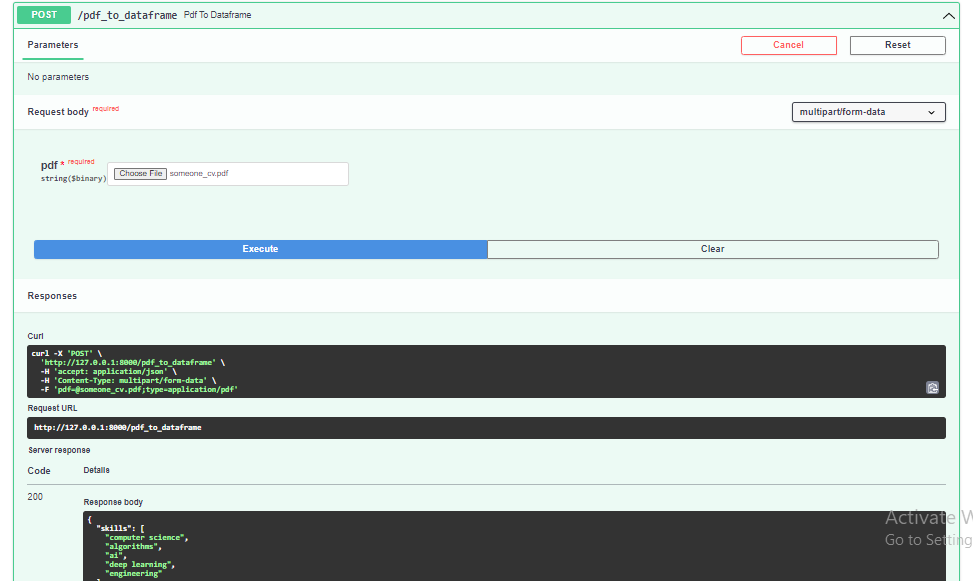 POST /pdf_to_dataframe Pdf To Dataframe
Parameters
Cancel
Reset
No parameters
Request body required
multipart/form-data
pdf * required
string($binary)
Choose File someone_cv.pdf
Execute
Clear
Responses
Curl
curl -X 'POST' \
'http://127.0.0.1:8000/pdf_to_dataframe' \
-H 'accept: application/json' \
-H 'Content-Type: multipart/form-data' \
-F 'pdf=@someone_cv.pdf;type=application/pdf'
Request URL
http://127.0.0.1:8000/pdf_to_dataframe
Server response
Code Details
200
Response body
{
"skills": [
"computer science",
"algorithms",
"ai",
"deep learning",
"engineering"
Activate W
Go to Setting